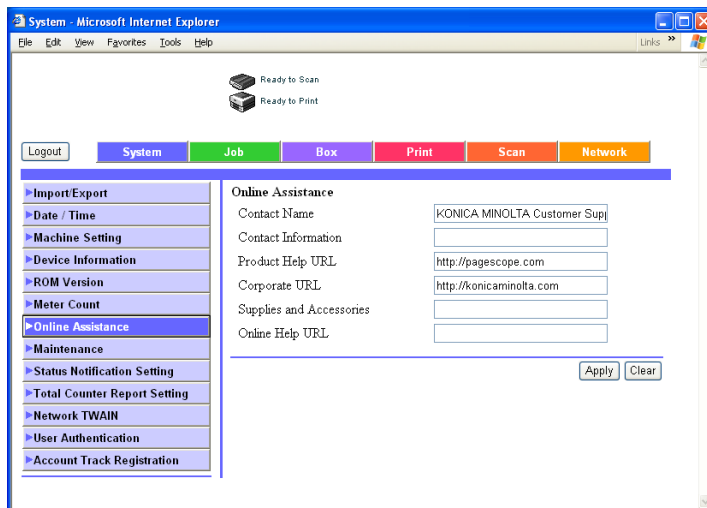 System - Microsoft Internet Explorer
File Edit View Favorites Tools Help Links »
Ready to Scan
Ready to Print
Logout System Job Box Print Scan Network
Import/Export
Date / Time
Machine Setting
Device Information
ROM Version
Meter Count
Online Assistance
Maintenance
Status Notification Setting
Total Counter Report Setting
Network TWAIN
User Authentication
Account Track Registration
Online Assistance
Contact Name KONICA MINOLTA Customer Supp
Contact Information
Product Help URL http://pagescope.com
Corporate URL http://konicaminolta.com
Supplies and Accessories
Online Help URL
Apply Clear